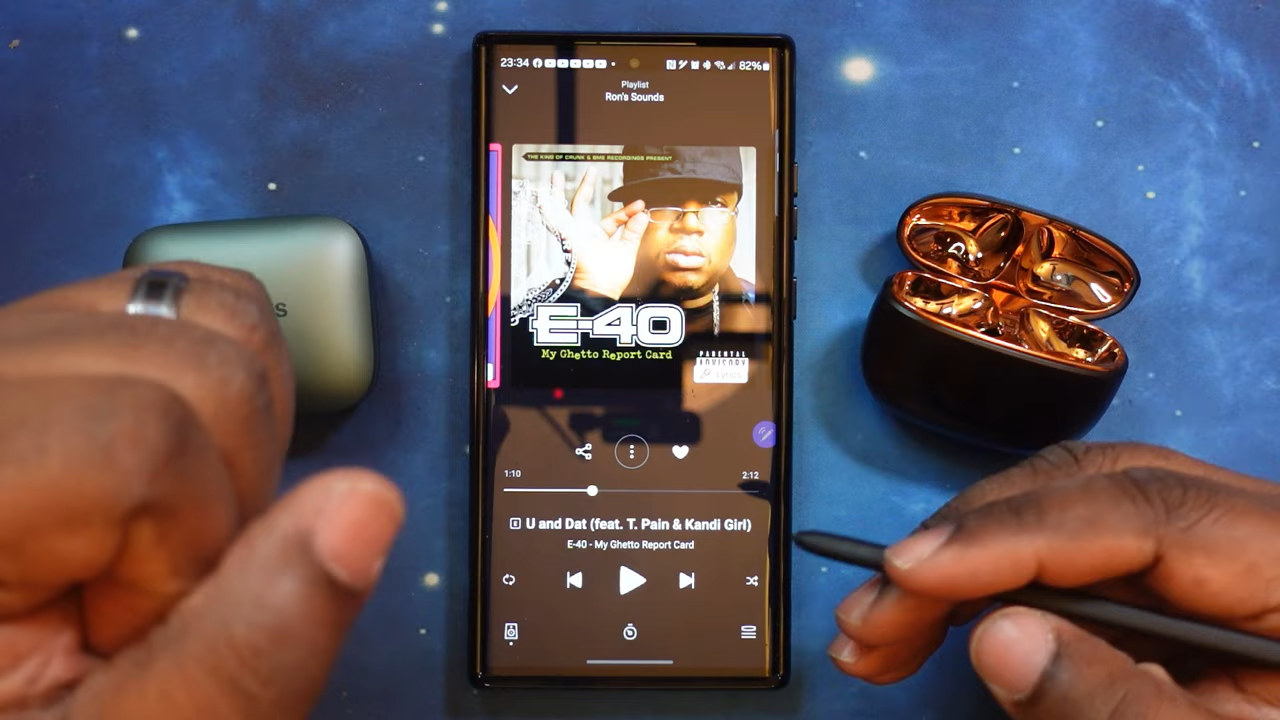 23:34
82%
Playlist
Ron's Sounds
THE KING OF CRUNK & BME RECORDINGS PRESENT
E-40
My Ghetto Report Card
PARENTAL
ADVISORY
Lyrics
S
1:10
2:12
E U and Dat (feat. T. Pain & Kandi Girl)
E-40 - My Ghetto Report Card